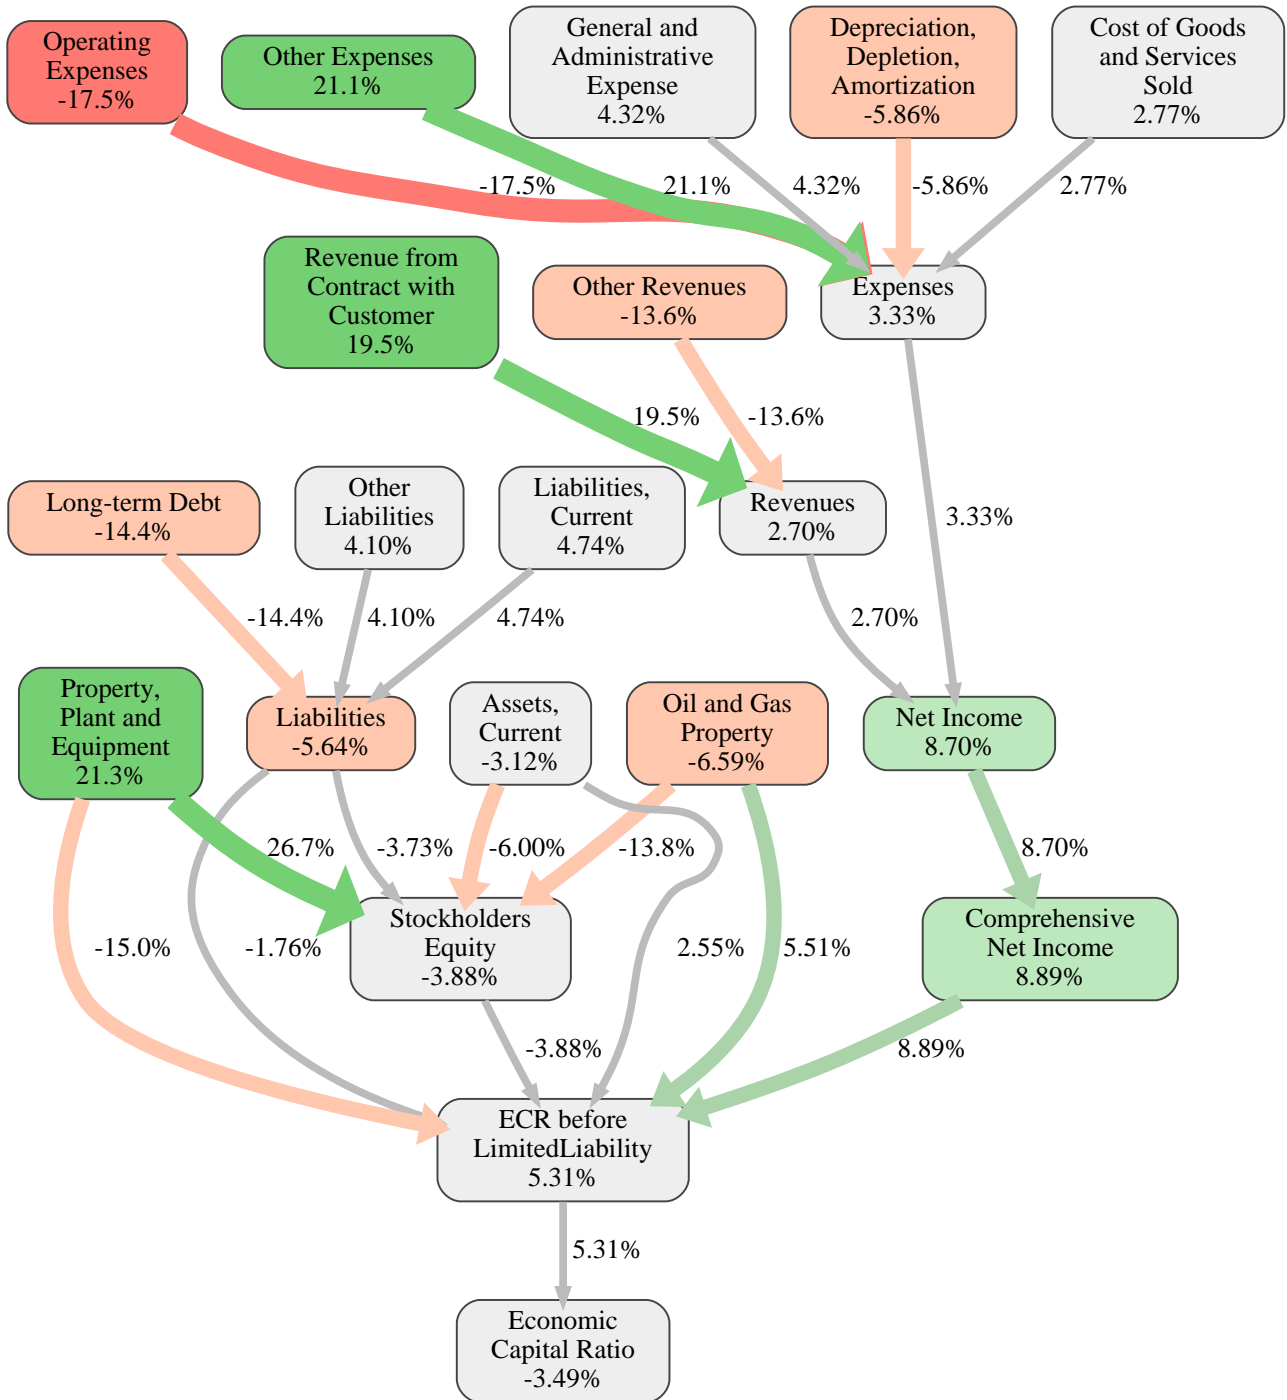 Operating
Expenses
-17.5%
Other Expenses
21.1%
General and
Administrative
Expense
4.32%
Depreciation,
Depletion,
Amortization
-5.86%
Cost of Goods
and Services
Sold
2.77%
-17.5%
21.1%
4.32%
-5.86%
2.77%
Revenue from
Contract with
Customer
19.5%
Other Revenues
-13.6%
Expenses
3.33%
19.5%
-13.6%
3.33%
Long-term Debt
-14.4%
Other
Liabilities
4.10%
Liabilities,
Current
4.74%
Revenues
2.70%
-14.4%
4.10%
4.74%
2.70%
Property,
Plant and
Equipment
21.3%
Liabilities
-5.64%
Assets,
Current
-3.12%
Oil and Gas
Property
-6.59%
Net Income
8.70%
26.7%
-3.73%
-6.00%
-13.8%
8.70%
Stockholders
Equity
-3.88%
Comprehensive
Net Income
8.89%
-15.0%
-1.76%
2.55%
5.51%
-3.88%
8.89%
ECR before
LimitedLiability
5.31%
5.31%
Economic
Capital Ratio
-3.49%